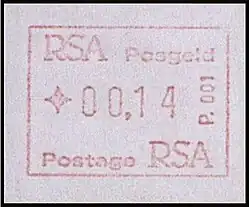 RSA Posgeld
00,14
P. 001
Postage RSA